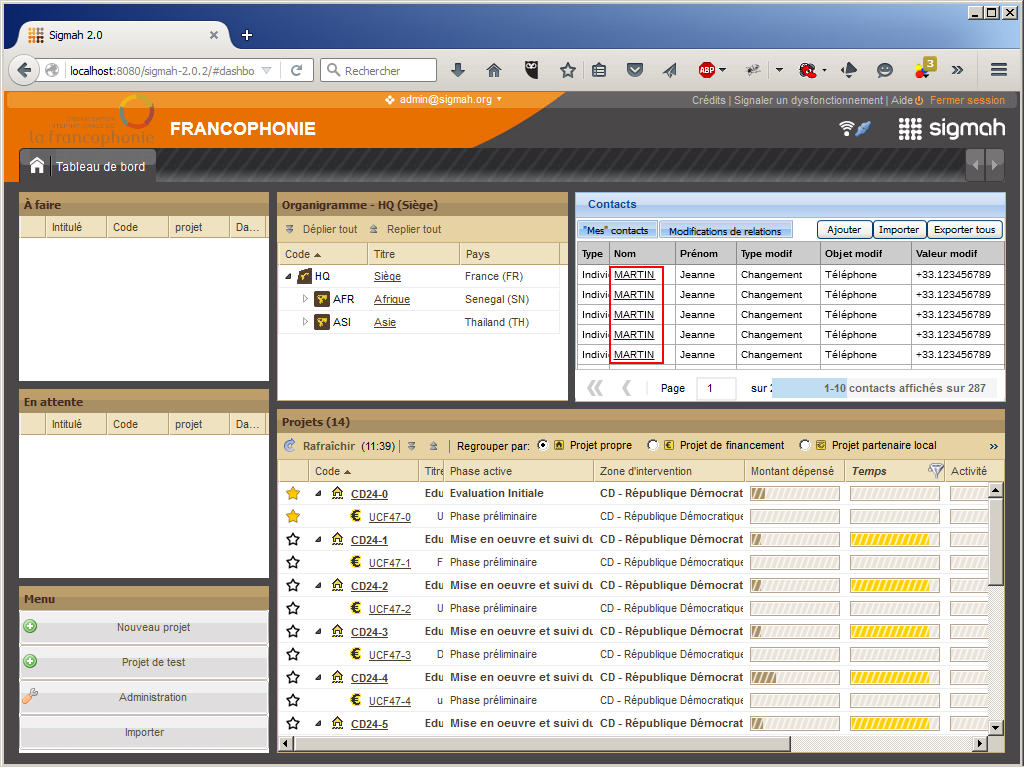 Sigmah 2.0
localhost:8080/sigmah-2.0.2/#dashbo
Rechercher
ABP
3
admin@sigmah.org
Crédits | Signaler un dysfonctionnement | Aide Fermer session
la francophonie
FRANCOPHONIE
sigmah
Tableau de bord
À faire
Intitulé Code projet Da...
En attente
Intitulé Code projet Da...
Menu
Nouveau projet
Projet de test
Administration
Importer
Organigramme - HQ (Siège)
Déplier tout Replier tout
Code Titre Pays
HQ Siège France (FR)
AFR Afrique Senegal (SN)
ASI Asie Thailand (TH)
Contacts
"Mes" contacts Modifications de relations Ajouter Importer Exporter tous
Type Nom Prénom Type modif Objet modif Valeur modif
Indivi MARTIN Jeanne Changement Téléphone +33.123456789
Indivi MARTIN Jeanne Changement Téléphone +33.123456789
Indivi MARTIN Jeanne Changement Téléphone +33.123456789
Indivi MARTIN Jeanne Changement Téléphone +33.123456789
Indivi MARTIN Jeanne Changement Téléphone +33.123456789
Page 1 sur 1-10 contacts affichés sur 287
Projets (14)
Rafraîchir (11:39) Regrouper par: Projet propre Projet de financement Projet partenaire local
Code Titre Phase active Zone d'intervention Montant dépensé Temps Activité
CD24-0 Edu Evaluation Initiale CD - République Démocrat
UCF47-0 U Phase préliminaire CD - République Démocratique
CD24-1 Edu Mise en oeuvre et suivi du CD - République Démocrat
UCF47-1 F Phase préliminaire CD - République Démocratique
CD24-2 Edu Mise en oeuvre et suivi du CD - République Démocrat
UCF47-2 U Phase préliminaire CD - République Démocratique
CD24-3 Edu Mise en oeuvre et suivi du CD - République Démocrat
UCF47-3 D Phase préliminaire CD - République Démocratique
CD24-4 Edu Mise en oeuvre et suivi du CD - République Démocrat
UCF47-4 u Phase préliminaire CD - République Démocratique
CD24-5 Edu Mise en oeuvre et suivi du CD - République Démocrat